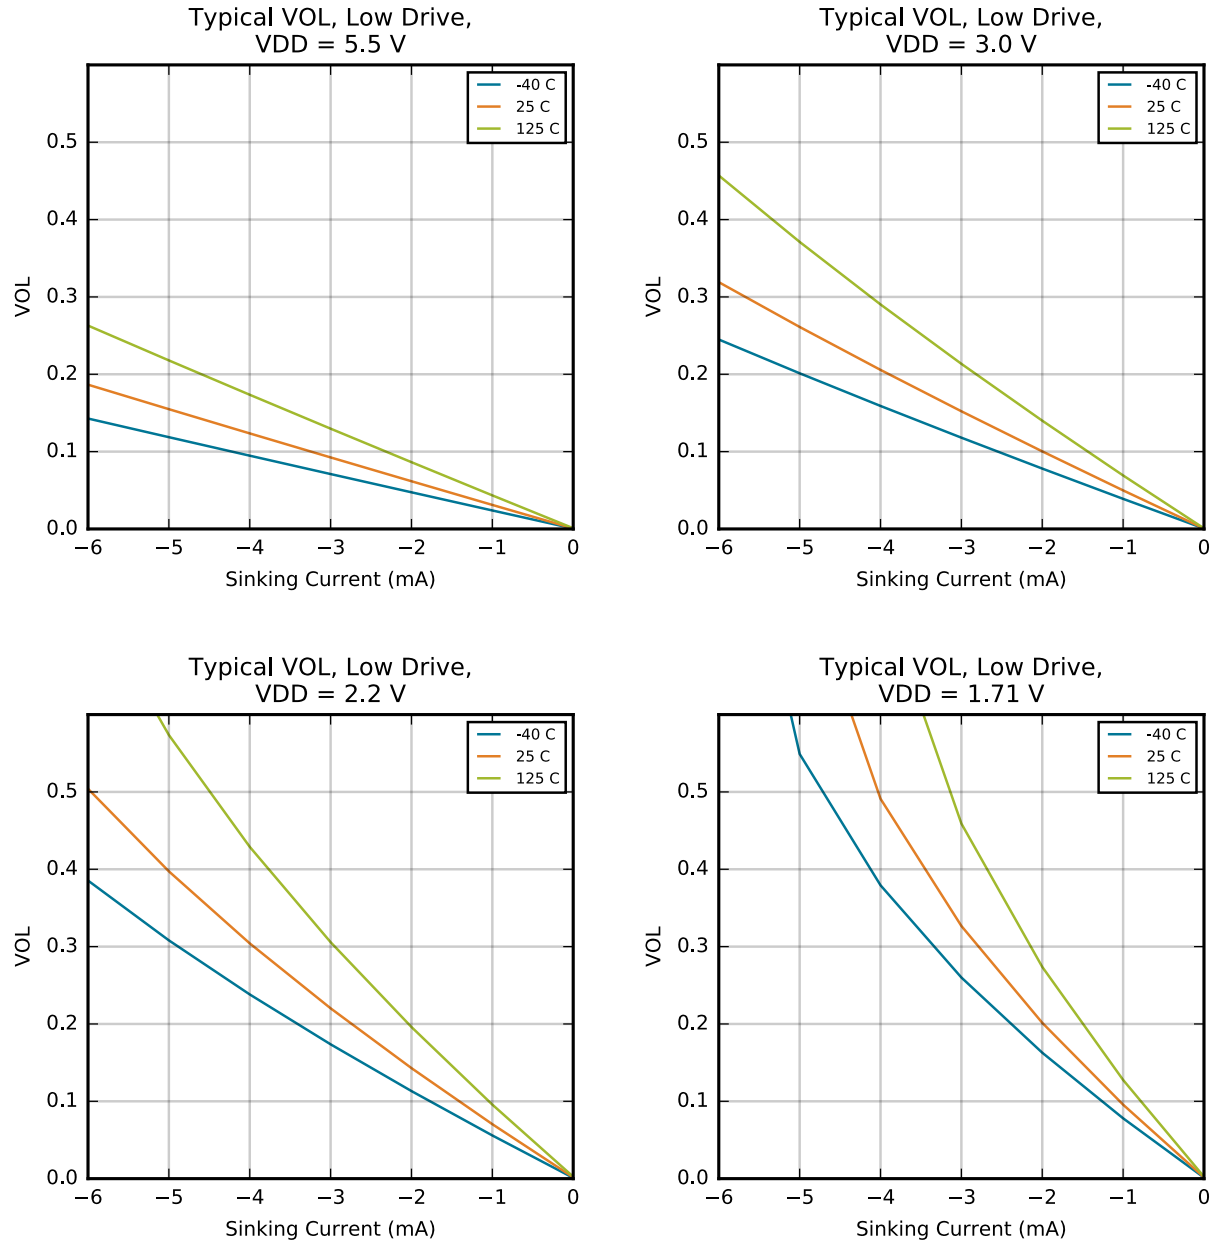 Typical VOL, Low Drive,
VDD = 5.5 V
-40 C
25 C
125 C
0.5
0.4
0.3
0.2
0.1
0.0
VOL
−6 −5 −4 −3 −2 −1 0
Sinking Current (mA)
Typical VOL, Low Drive,
VDD = 3.0 V
-40 C
25 C
125 C
0.5
0.4
0.3
0.2
0.1
0.0
VOL
−6 −5 −4 −3 −2 −1 0
Sinking Current (mA)
Typical VOL, Low Drive,
VDD = 2.2 V
-40 C
25 C
125 C
0.5
0.4
0.3
0.2
0.1
0.0
VOL
−6 −5 −4 −3 −2 −1 0
Sinking Current (mA)
Typical VOL, Low Drive,
VDD = 1.71 V
-40 C
25 C
125 C
0.5
0.4
0.3
0.2
0.1
0.0
VOL
−6 −5 −4 −3 −2 −1 0
Sinking Current (mA)